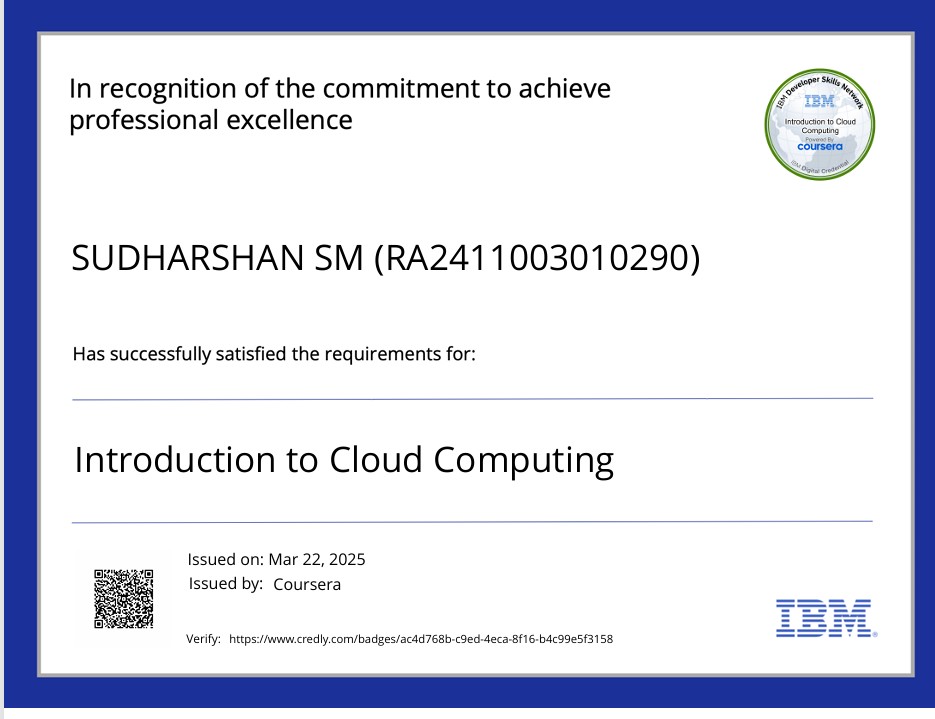 In recognition of the commitment to achieve
professional excellence
IBM Developer Skills Network
IBM
Introduction to Cloud
Computing
Powered By
coursera
IBM Digital Credential
SUDHARSHAN SM (RA2411003010290)
Has successfully satisfied the requirements for:
Introduction to Cloud Computing
Issued on: Mar 22, 2025
Issued by: Coursera
Verify: https://www.credly.com/badges/ac4d768b-c9ed-4eca-8f16-b4c99e5f3158
IBM®